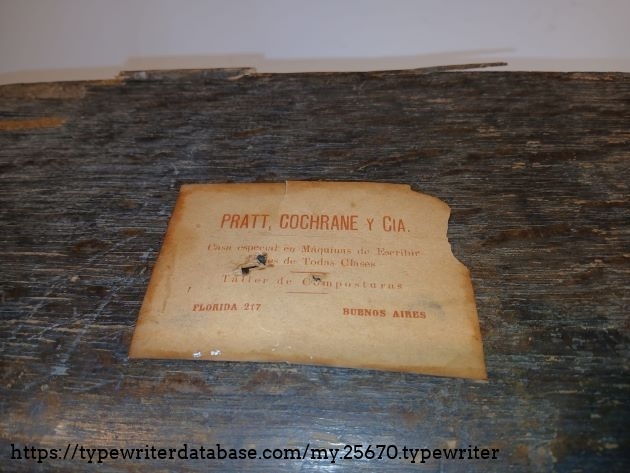 PRATT, COCHRANE Y CIA.
Casa especial en Máquinas de Escribir
de Todas Clases
Taller de Composturas
FLORIDA 217 BUENOS AIRES
https://typewriterdatabase.com/my.25670.typewriter